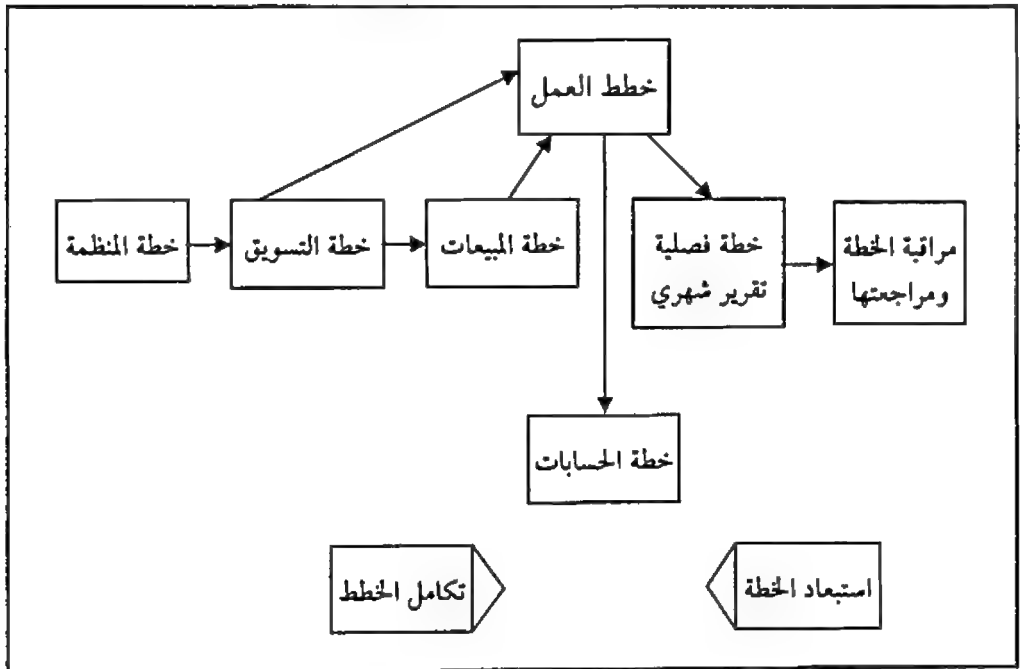 خطط العمل
خطة المنظمة
خطة التسويق
خطة المبيعات
خطة فصلية
تقرير شهري
مراقبة الخطة
ومراجعتها
خطة الحسابات
تكامل الخطط
استبعاد الخطة